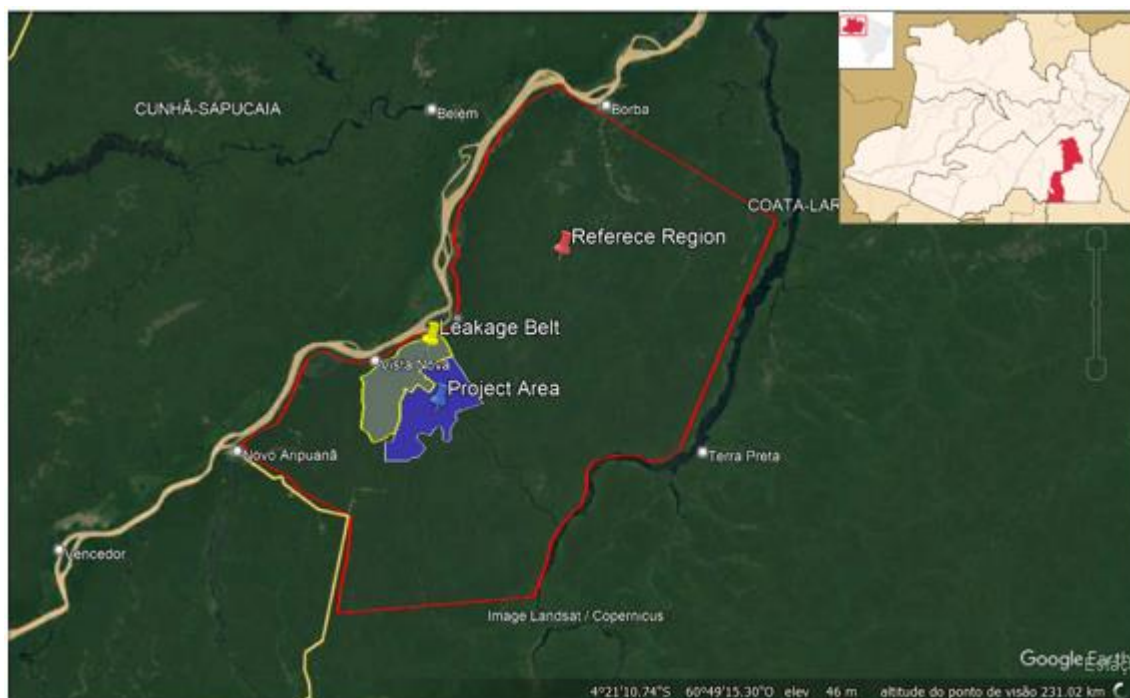 CUNHÃ-SAPUCAIA
Belém
Borba
COATA-LAR
Referece Region
Leakage Belt
Vista Nova
Project Area
Novo Aripuanã
Terra Preta
Vencedor
Image Landsat / Copernicus
Google Earth
4°21'10.74"S 60°49'15.30"O elev 46 m altitude do ponto de visão 231.02 km